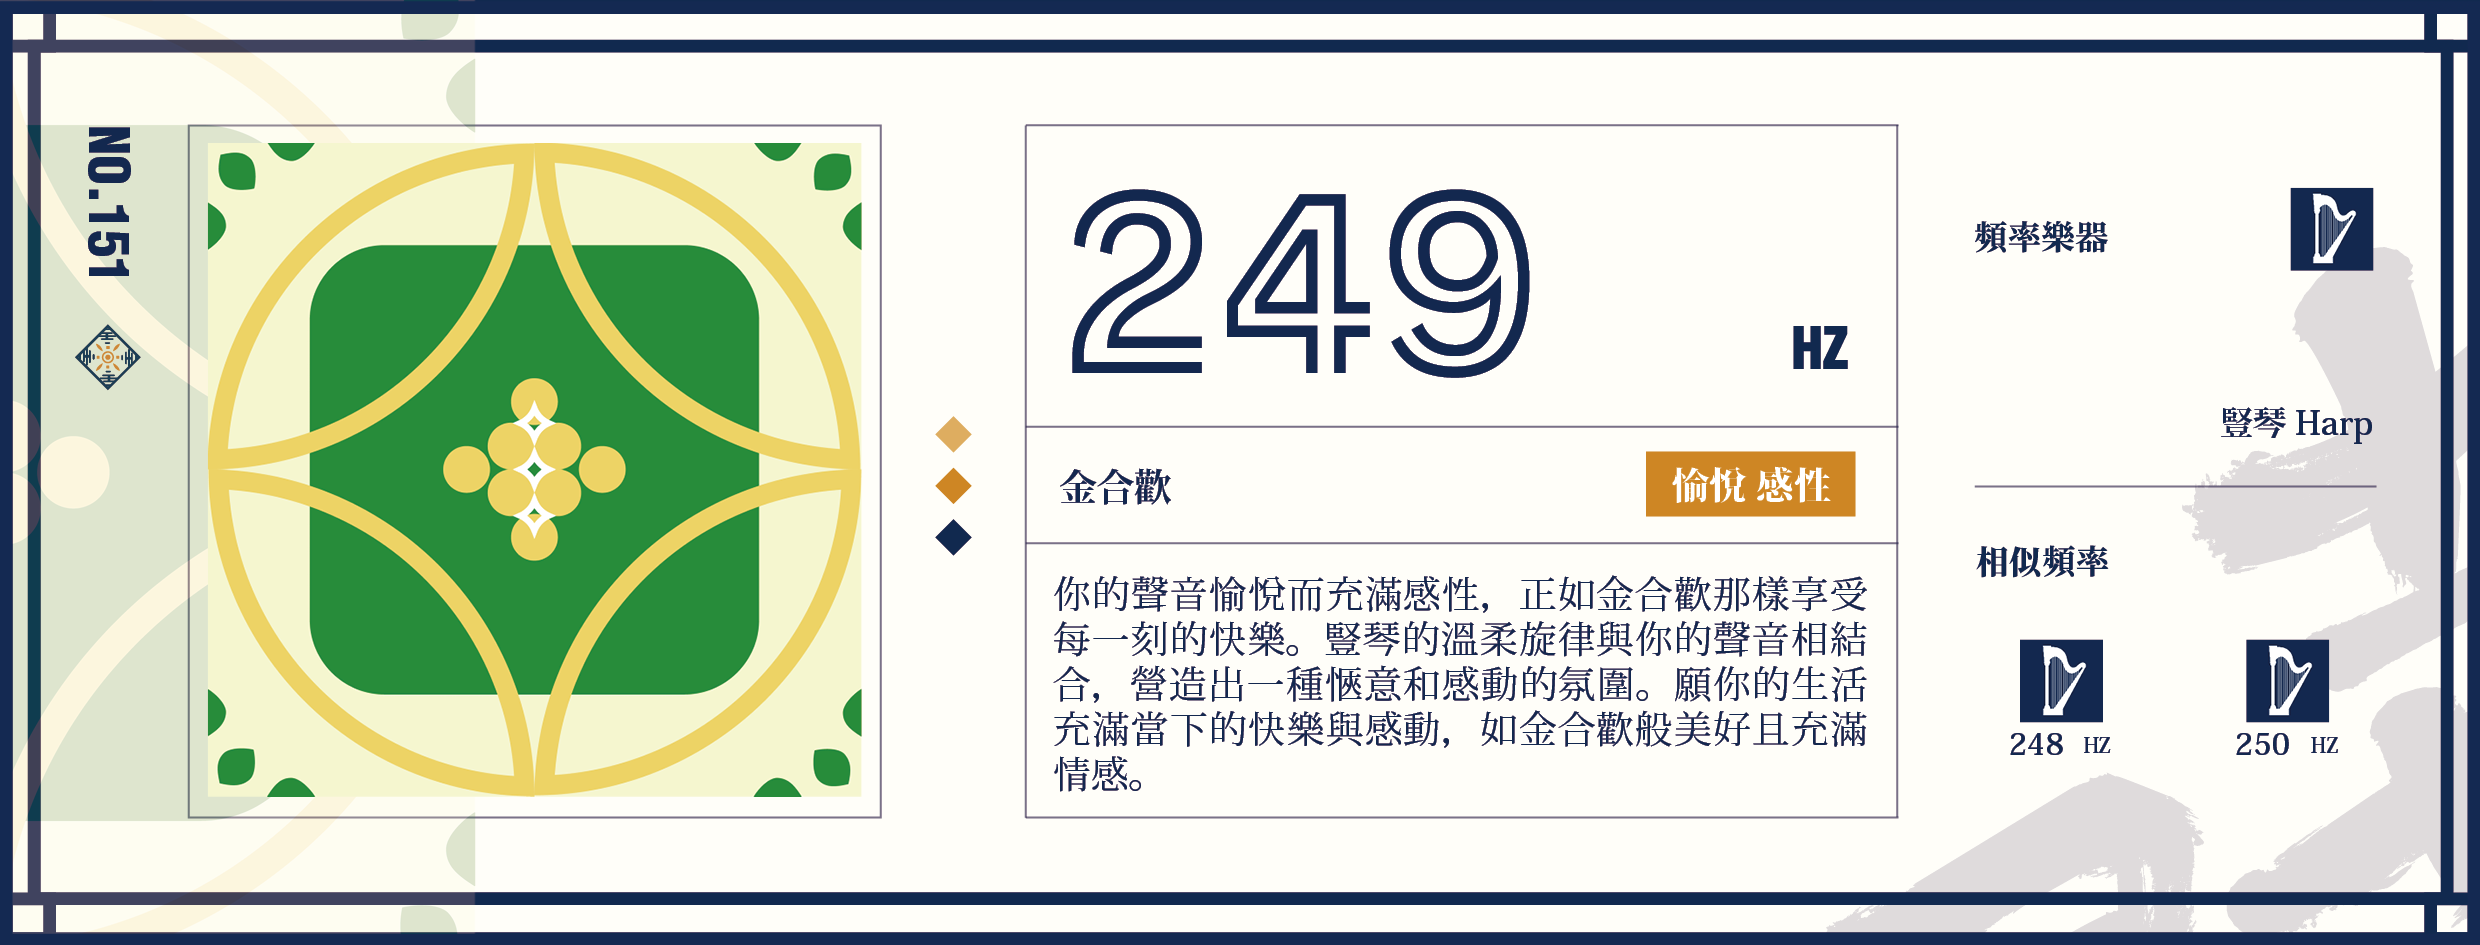 NO.151
249
HZ
金合歡
愉悅 感性
你的聲音愉悅而充滿感性，正如金合歡那樣享受
每一刻的快樂。豎琴的溫柔旋律與你的聲音相結
合，營造出一種愜意和感動的氛圍。願你的生活
充滿當下的快樂與感動，如金合歡般美好且充滿
情感。
頻率樂器
豎琴 Harp
相似頻率
248 HZ
250 HZ